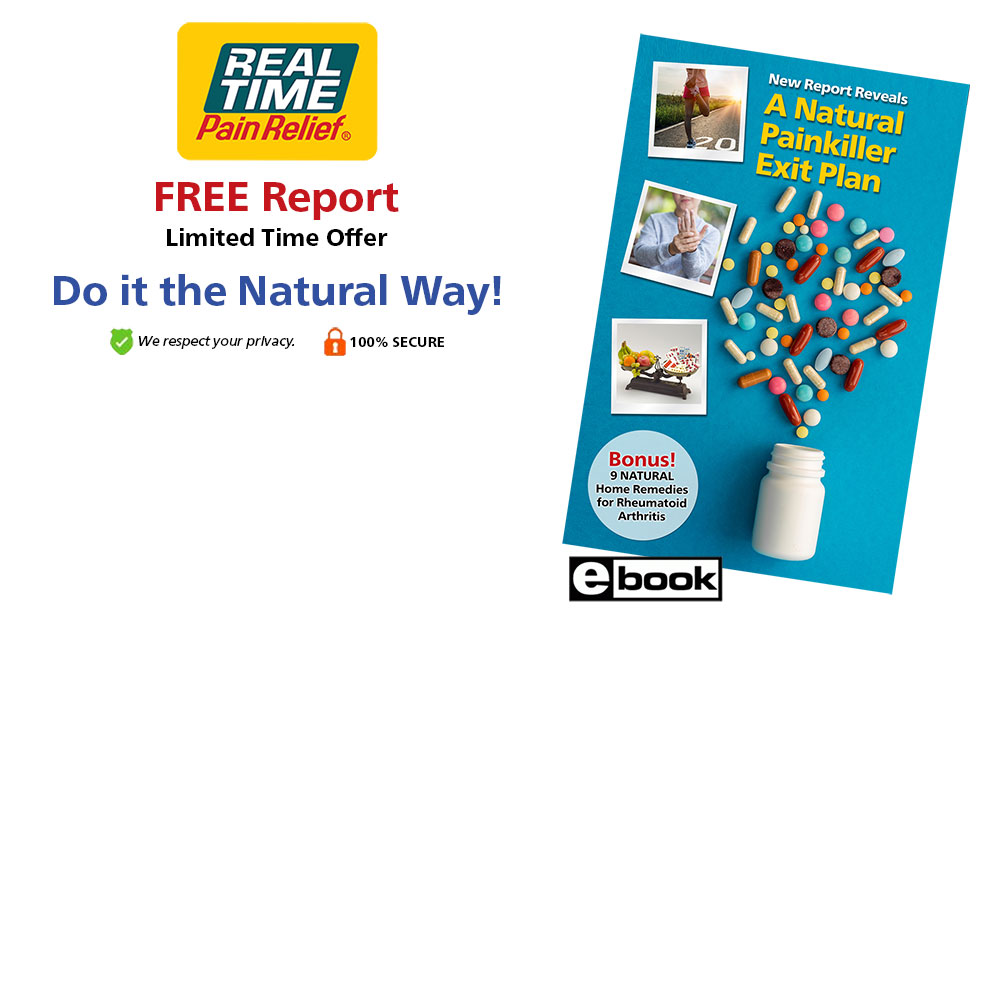 REAL
TIME
Pain Relief®
FREE Report
Limited Time Offer
Do it the Natural Way!
We respect your privacy.
100% SECURE
New Report Reveals
A Natural
Painkiller
Exit Plan
20
Bonus!
9 NATURAL
Home Remedies
for Rheumatoid
Arthritis
e book